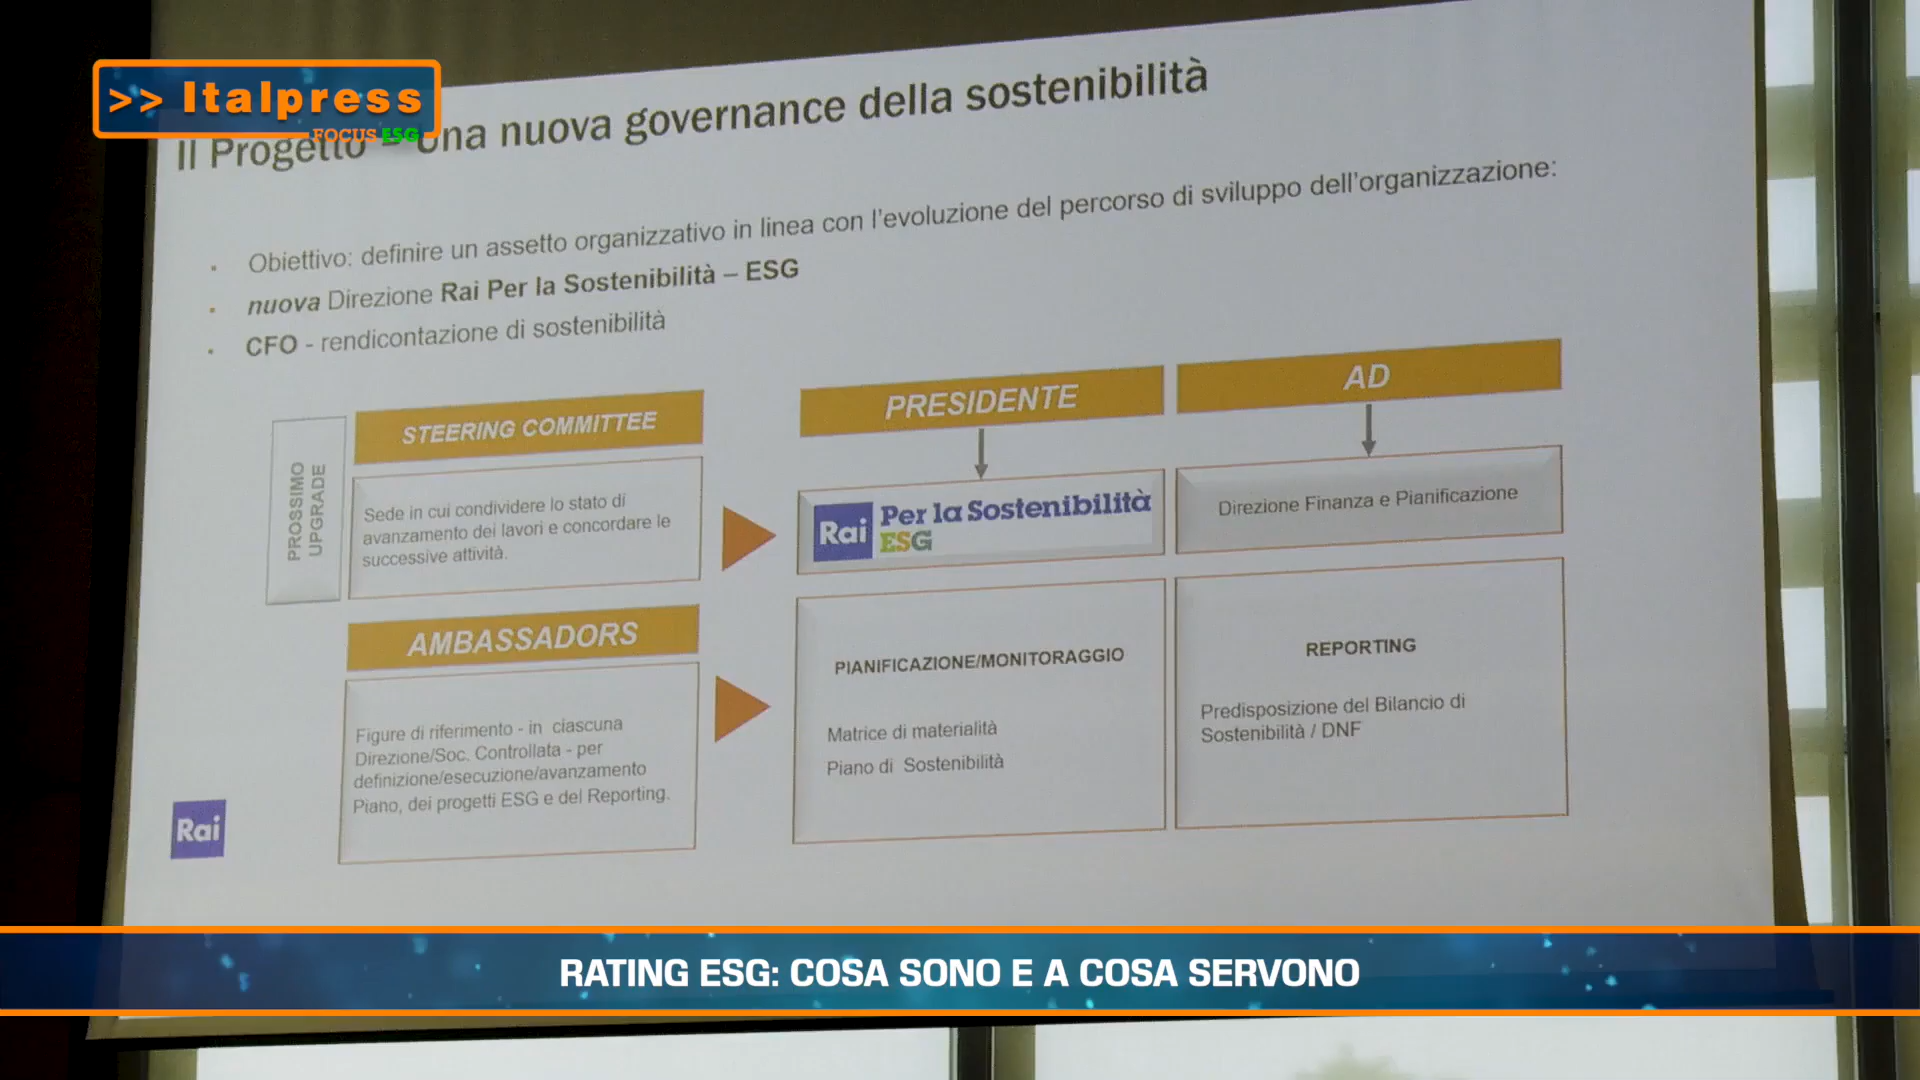 >> Italpress
FOCUS ESG
Il Progetto – Una nuova governance della sostenibilità
Obiettivo: definire un assetto organizzativo in linea con l'evoluzione del percorso di sviluppo dell'organizzazione:
nuova Direzione Rai Per la Sostenibilità – ESG
CFO - rendicontazione di sostenibilità
PROSSIMO
UPGRADE
STEERING COMMITTEE
Sede in cui condividere lo stato di
avanzamento dei lavori e concordare le
successive attività.
AMBASSADORS
Figure di riferimento - in ciascuna
Direzione/Soc. Controllata - per
definizione/esecuzione/avanzamento
Piano, dei progetti ESG e del Reporting.
PRESIDENTE
Rai Per la Sostenibilità
ESG
PIANIFICAZIONE/MONITORAGGIO
Matrice di materialità
Piano di Sostenibilità
AD
Direzione Finanza e Pianificazione
REPORTING
Predisposizione del Bilancio di
Sostenibilità / DNF
Rai
RATING ESG: COSA SONO E A COSA SERVONO